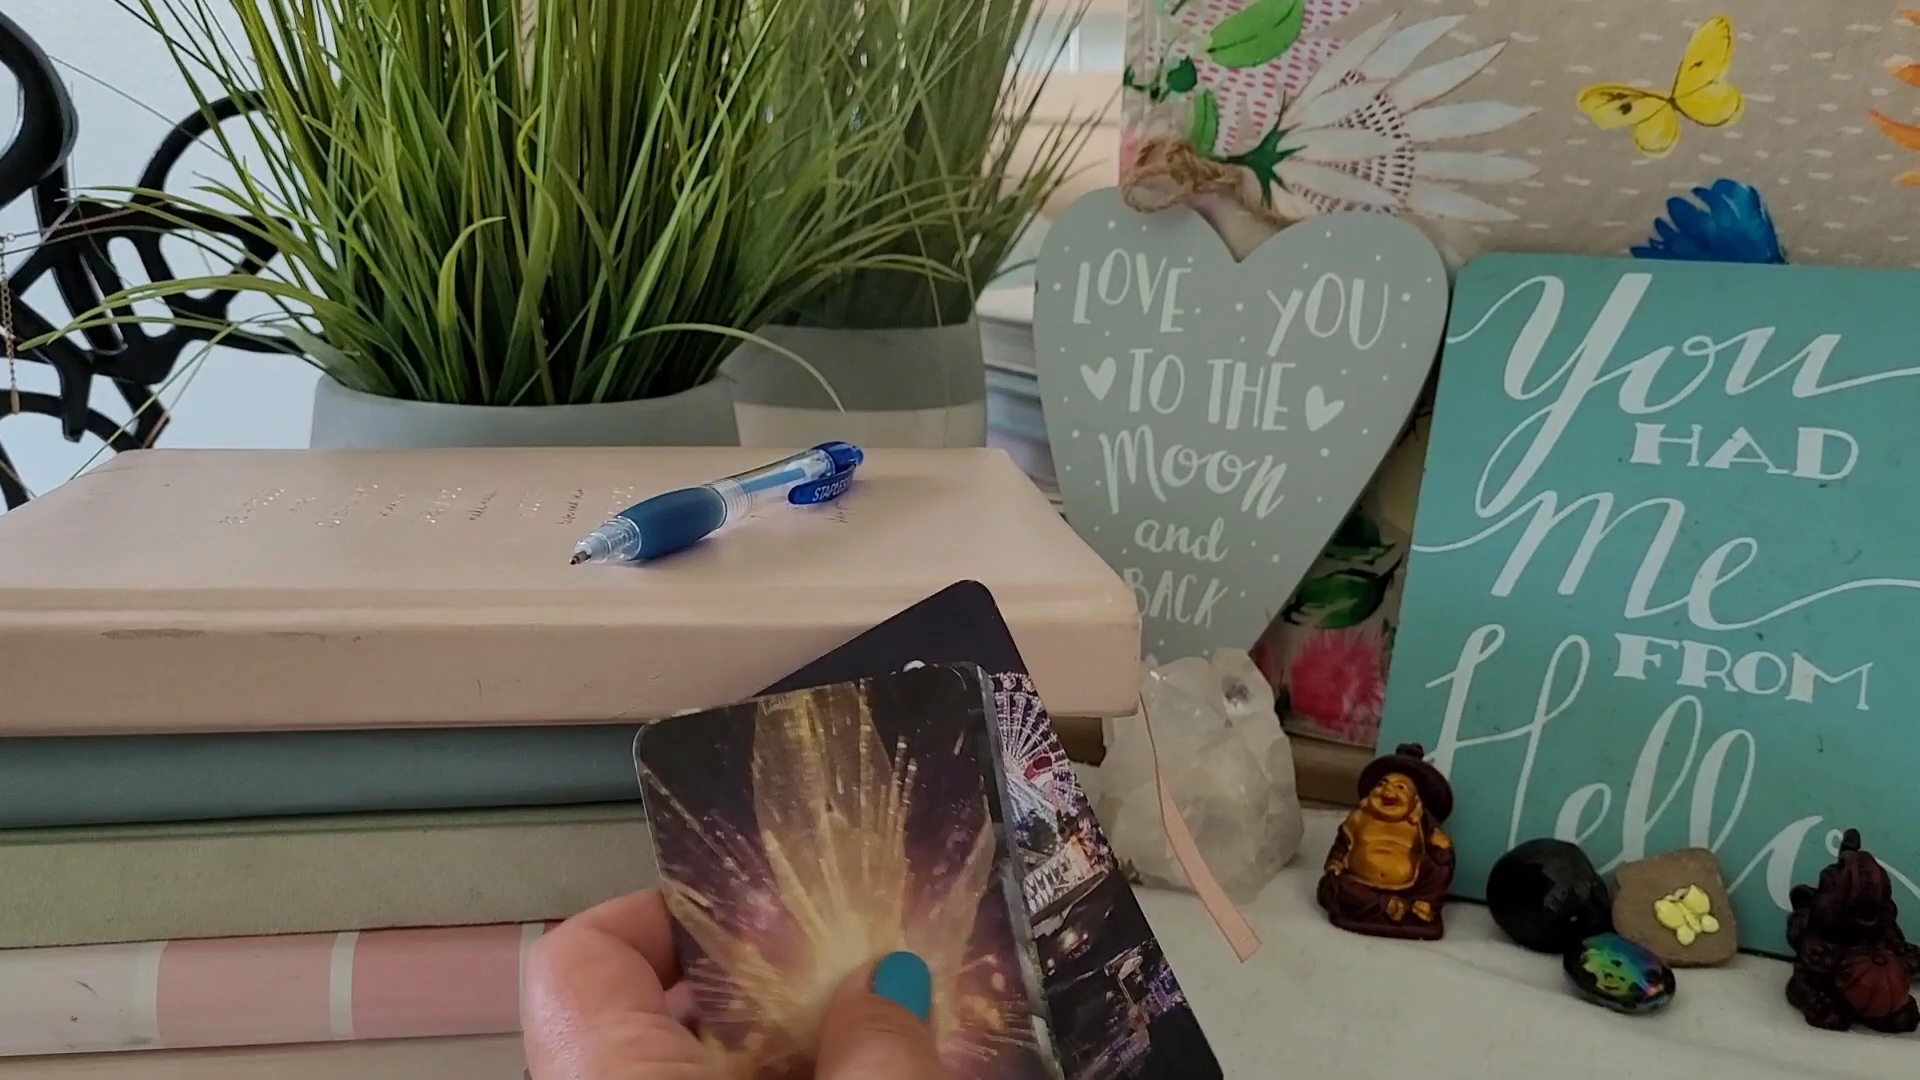 LOVE YOU
TO THE
Moon
and
BACK
You
HAD
Me
FROM
Hello
STAPLES